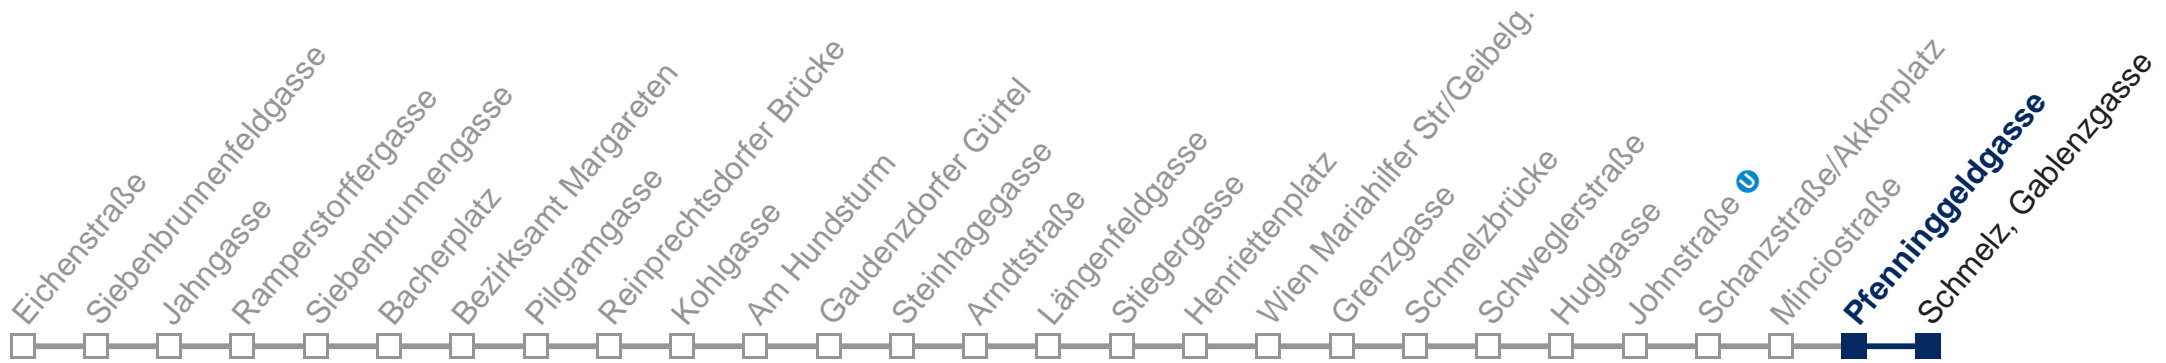 Eichenstraße
Siebenbrunnenfeldgasse
Jahngasse
Ramperstorffergasse
Siebenbrunnengasse
Bacherplatz
Bezirksamt Margareten
Pilgramgasse
Reinprechtsdorfer Brücke
Kohlgasse
Am Hundsturm
Gaudenzdorfer Gürtel
Steinhagegasse
Arndtstraße
Längenfeldgasse
Stiegergasse
Henriettenplatz
Wien Mariahilfer Str/Geibelg.
Grenzgasse
Schmelzbrücke
Schweglerstraße
Huglgasse
Johnstraße U
Schanzstraße/Akkonplatz
Minciostraße
Pfenninggeldgasse
Schmelz, Gablenzgasse